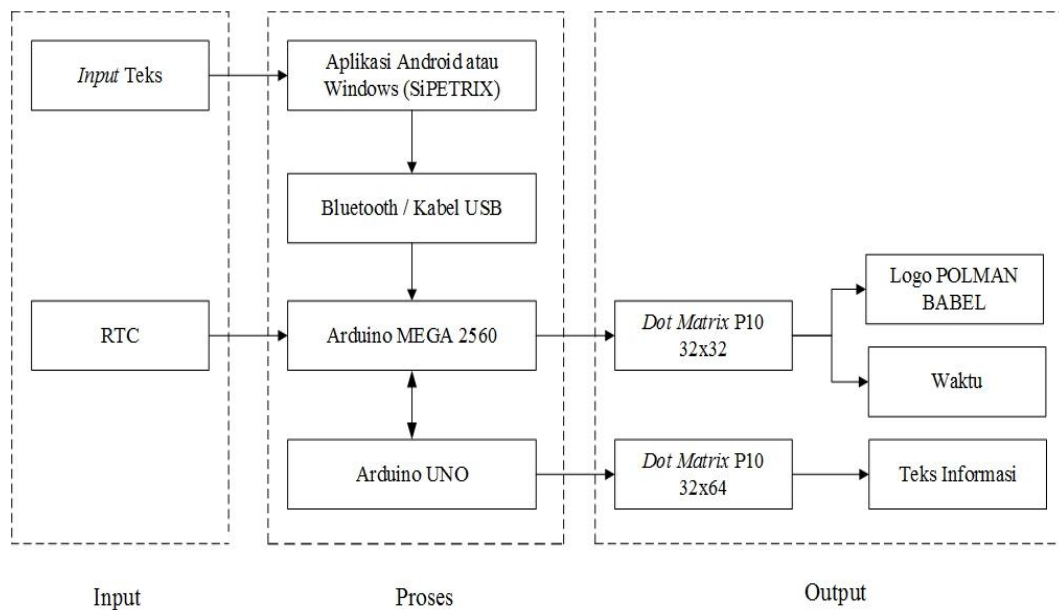 Input Teks
Aplikasi Android atau
Windows (SiPETRIX)
Bluetooth / Kabel USB
RTC
Arduino MEGA 2560
Dot Matrix P10
32x32
Logo POLMAN
BABEL
Waktu
Arduino UNO
Dot Matrix P10
32x64
Teks Informasi
Input
Proses
Output